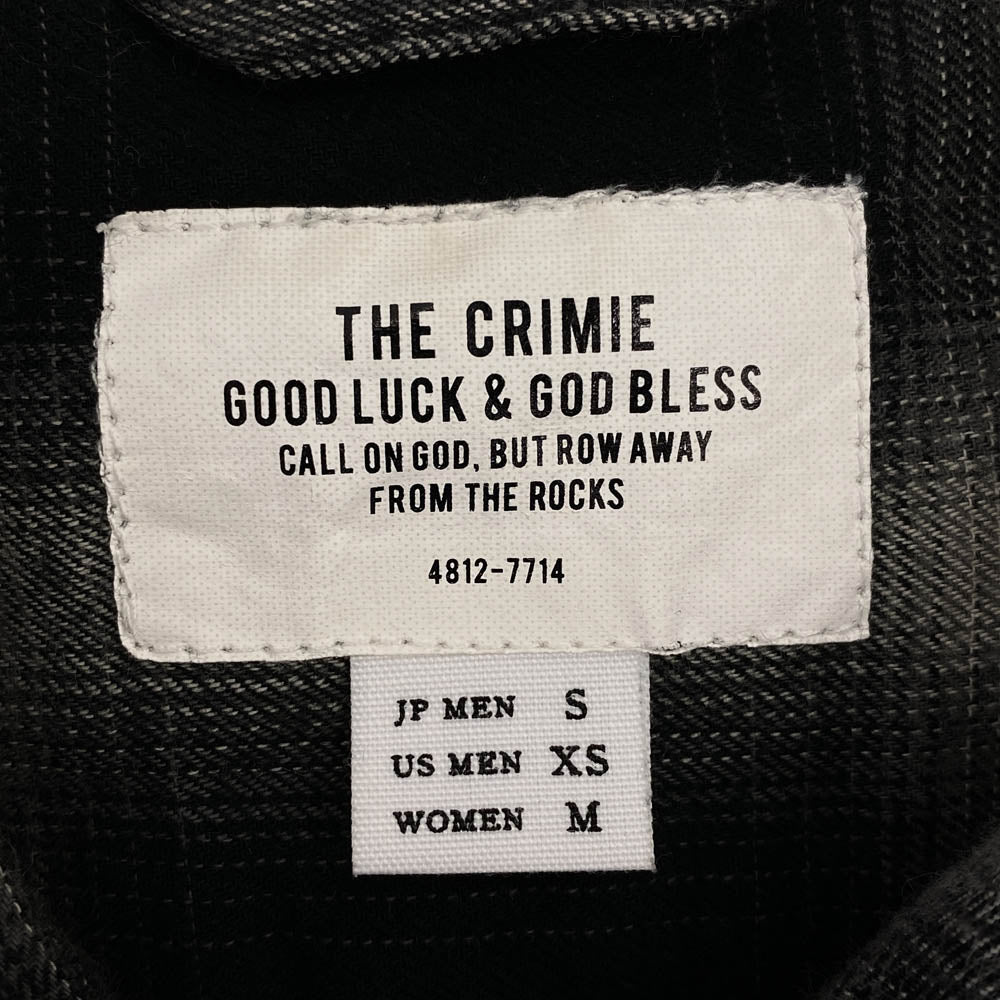 THE CRIMIE
GOOD LUCK & GOD BLESS
CALL ON GOD, BUT ROW AWAY
FROM THE ROCKS
4812-7714
JP MEN S
US MEN XS
WOMEN M